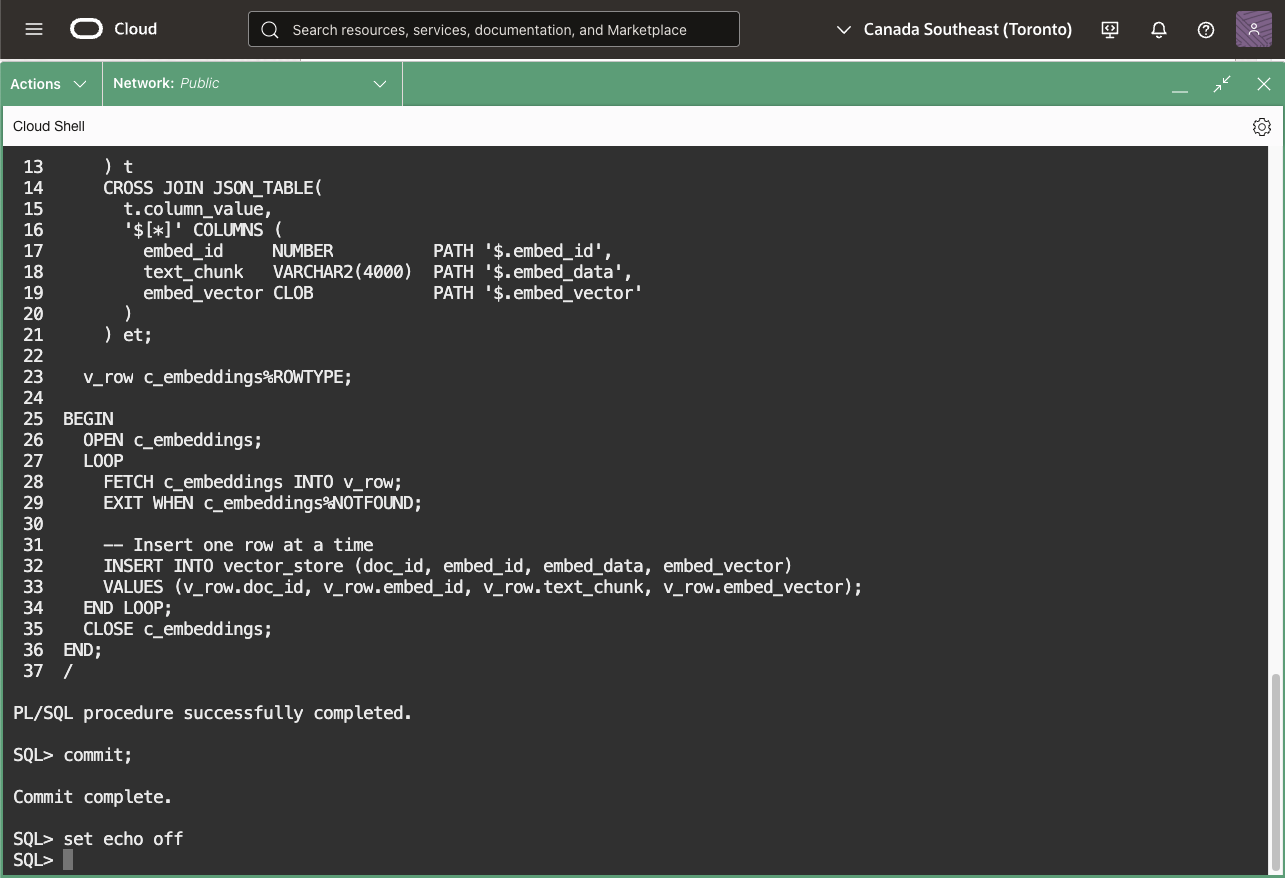 Cloud
Search resources, services, documentation, and Marketplace
Canada Southeast (Toronto)
Actions
Network: Public
Cloud Shell
13      ) t
14      CROSS JOIN JSON_TABLE(
15        t.column_value,
16        '$[*]' COLUMNS (
17          embed_id     NUMBER          PATH '$.embed_id',
18          text_chunk   VARCHAR2(4000)  PATH '$.embed_data',
19          embed_vector CLOB            PATH '$.embed_vector'
20        )
21      ) et;
22
23    v_row c_embeddings%ROWTYPE;
24
25  BEGIN
26    OPEN c_embeddings;
27    LOOP
28      FETCH c_embeddings INTO v_row;
29      EXIT WHEN c_embeddings%NOTFOUND;
30
31      -- Insert one row at a time
32      INSERT INTO vector_store (doc_id, embed_id, embed_data, embed_vector)
33      VALUES (v_row.doc_id, v_row.embed_id, v_row.text_chunk, v_row.embed_vector);
34    END LOOP;
35    CLOSE c_embeddings;
36  END;
37  /
PL/SQL procedure successfully completed.
SQL> commit;
Commit complete.
SQL> set echo off
SQL>